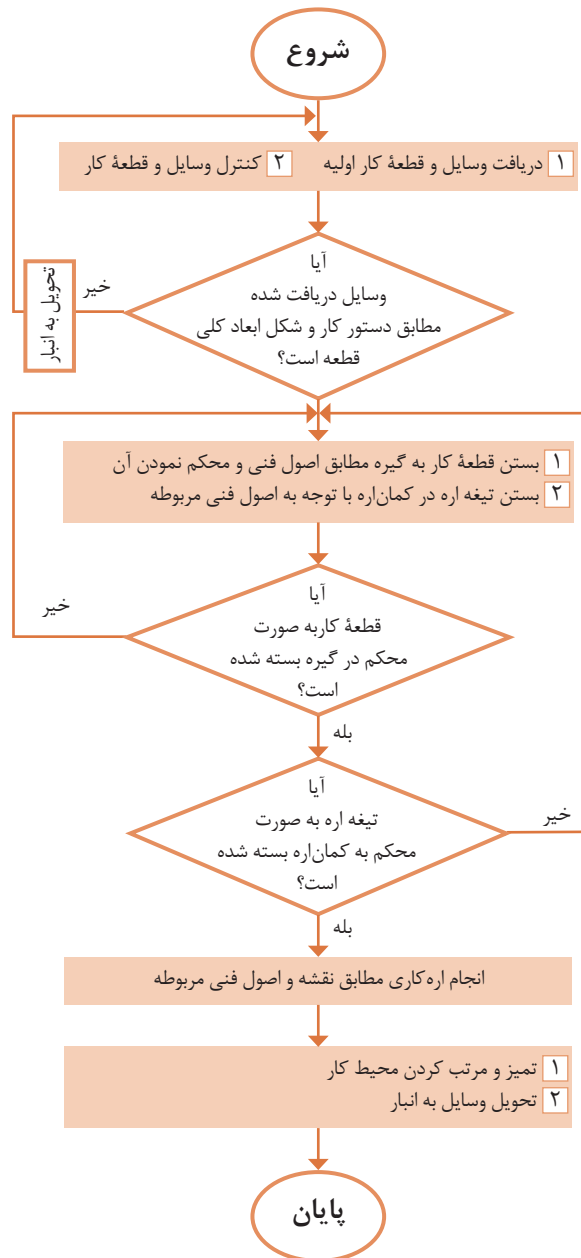 شروع
۱ دریافت وسایل و قطعهٔ کار اولیه ۲ کنترل وسایل و قطعهٔ کار
آیا
وسایل دریافت شده
مطابق دستور کار و شکل ابعاد کلی
قطعه است؟
خیر
تحویل به انبار
۱ بستن قطعهٔ کار به گیره مطابق اصول فنی و محکم نمودن آن
۲ بستن تیغه اره در کمان‌اره با توجه به اصول فنی مربوطه
آیا
قطعهٔ کاربه صورت
محکم در گیره بسته شده
است؟
خیر
بله
آیا
تیغه اره به صورت
محکم به کمان‌اره بسته شده
است؟
خیر
بله
انجام اره‌کاری مطابق نقشه و اصول فنی مربوطه
۱ تمیز و مرتب کردن محیط کار
۲ تحویل وسایل به انبار
پایان